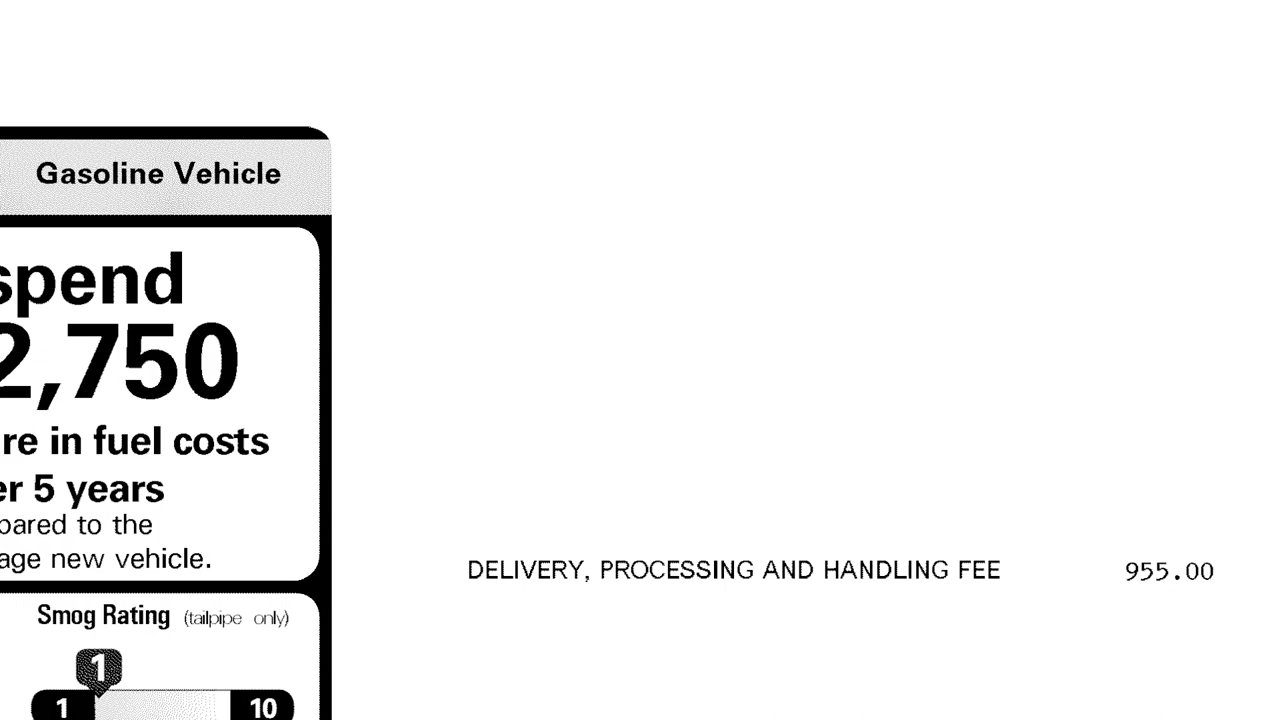 Gasoline Vehicle
spend
2,750
re in fuel costs
er 5 years
pared to the
age new vehicle.
DELIVERY, PROCESSING AND HANDLING FEE 955.00
Smog Rating (tailpipe only)
1
1 10